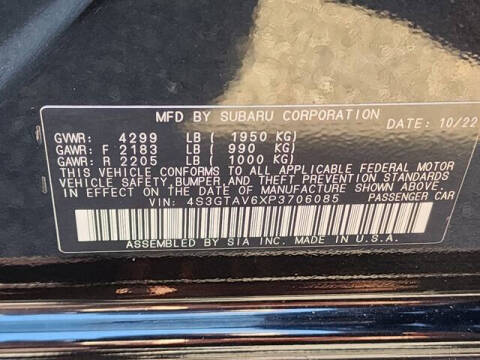 MFD BY SUBARU CORPORATION
DATE: 10/22
GVWR: 4299 LB ( 1950 KG)
GAWR: F 2183 LB ( 990 KG)
GAWR: R 2205 LB ( 1000 KG)
THIS VEHICLE CONFORMS TO ALL APPLICABLE FEDERAL MOTOR
VEHICLE SAFETY,BUMPER,AND THEFT PREVENTION STANDARDS
IN EFFECT ON THE DATE OF MANUFACTURE SHOWN ABOVE.
VIN: 4S3GTAV6XP3706085 PASSENGER CAR
ASSEMBLED BY SIA INC. MADE IN U.S.A.